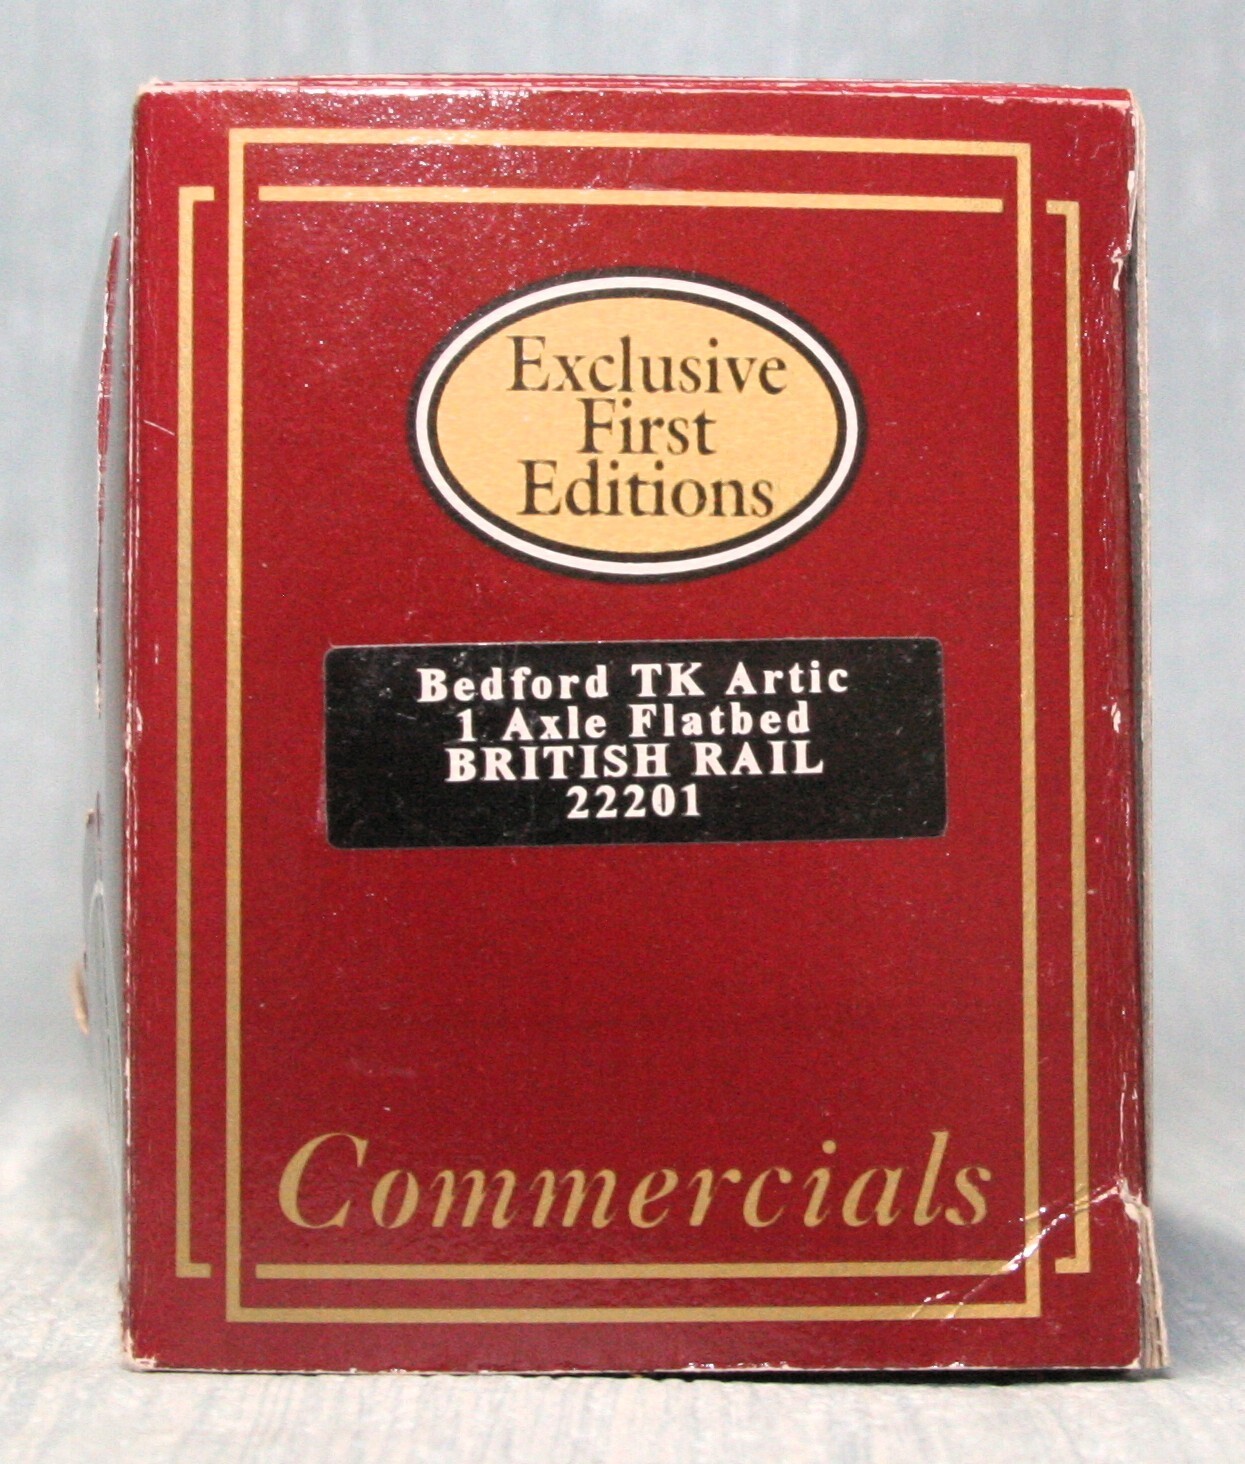 Exclusive
First
Editions
Bedford TK Artic
1 Axle Flatbed
BRITISH RAIL
22201
Commercials